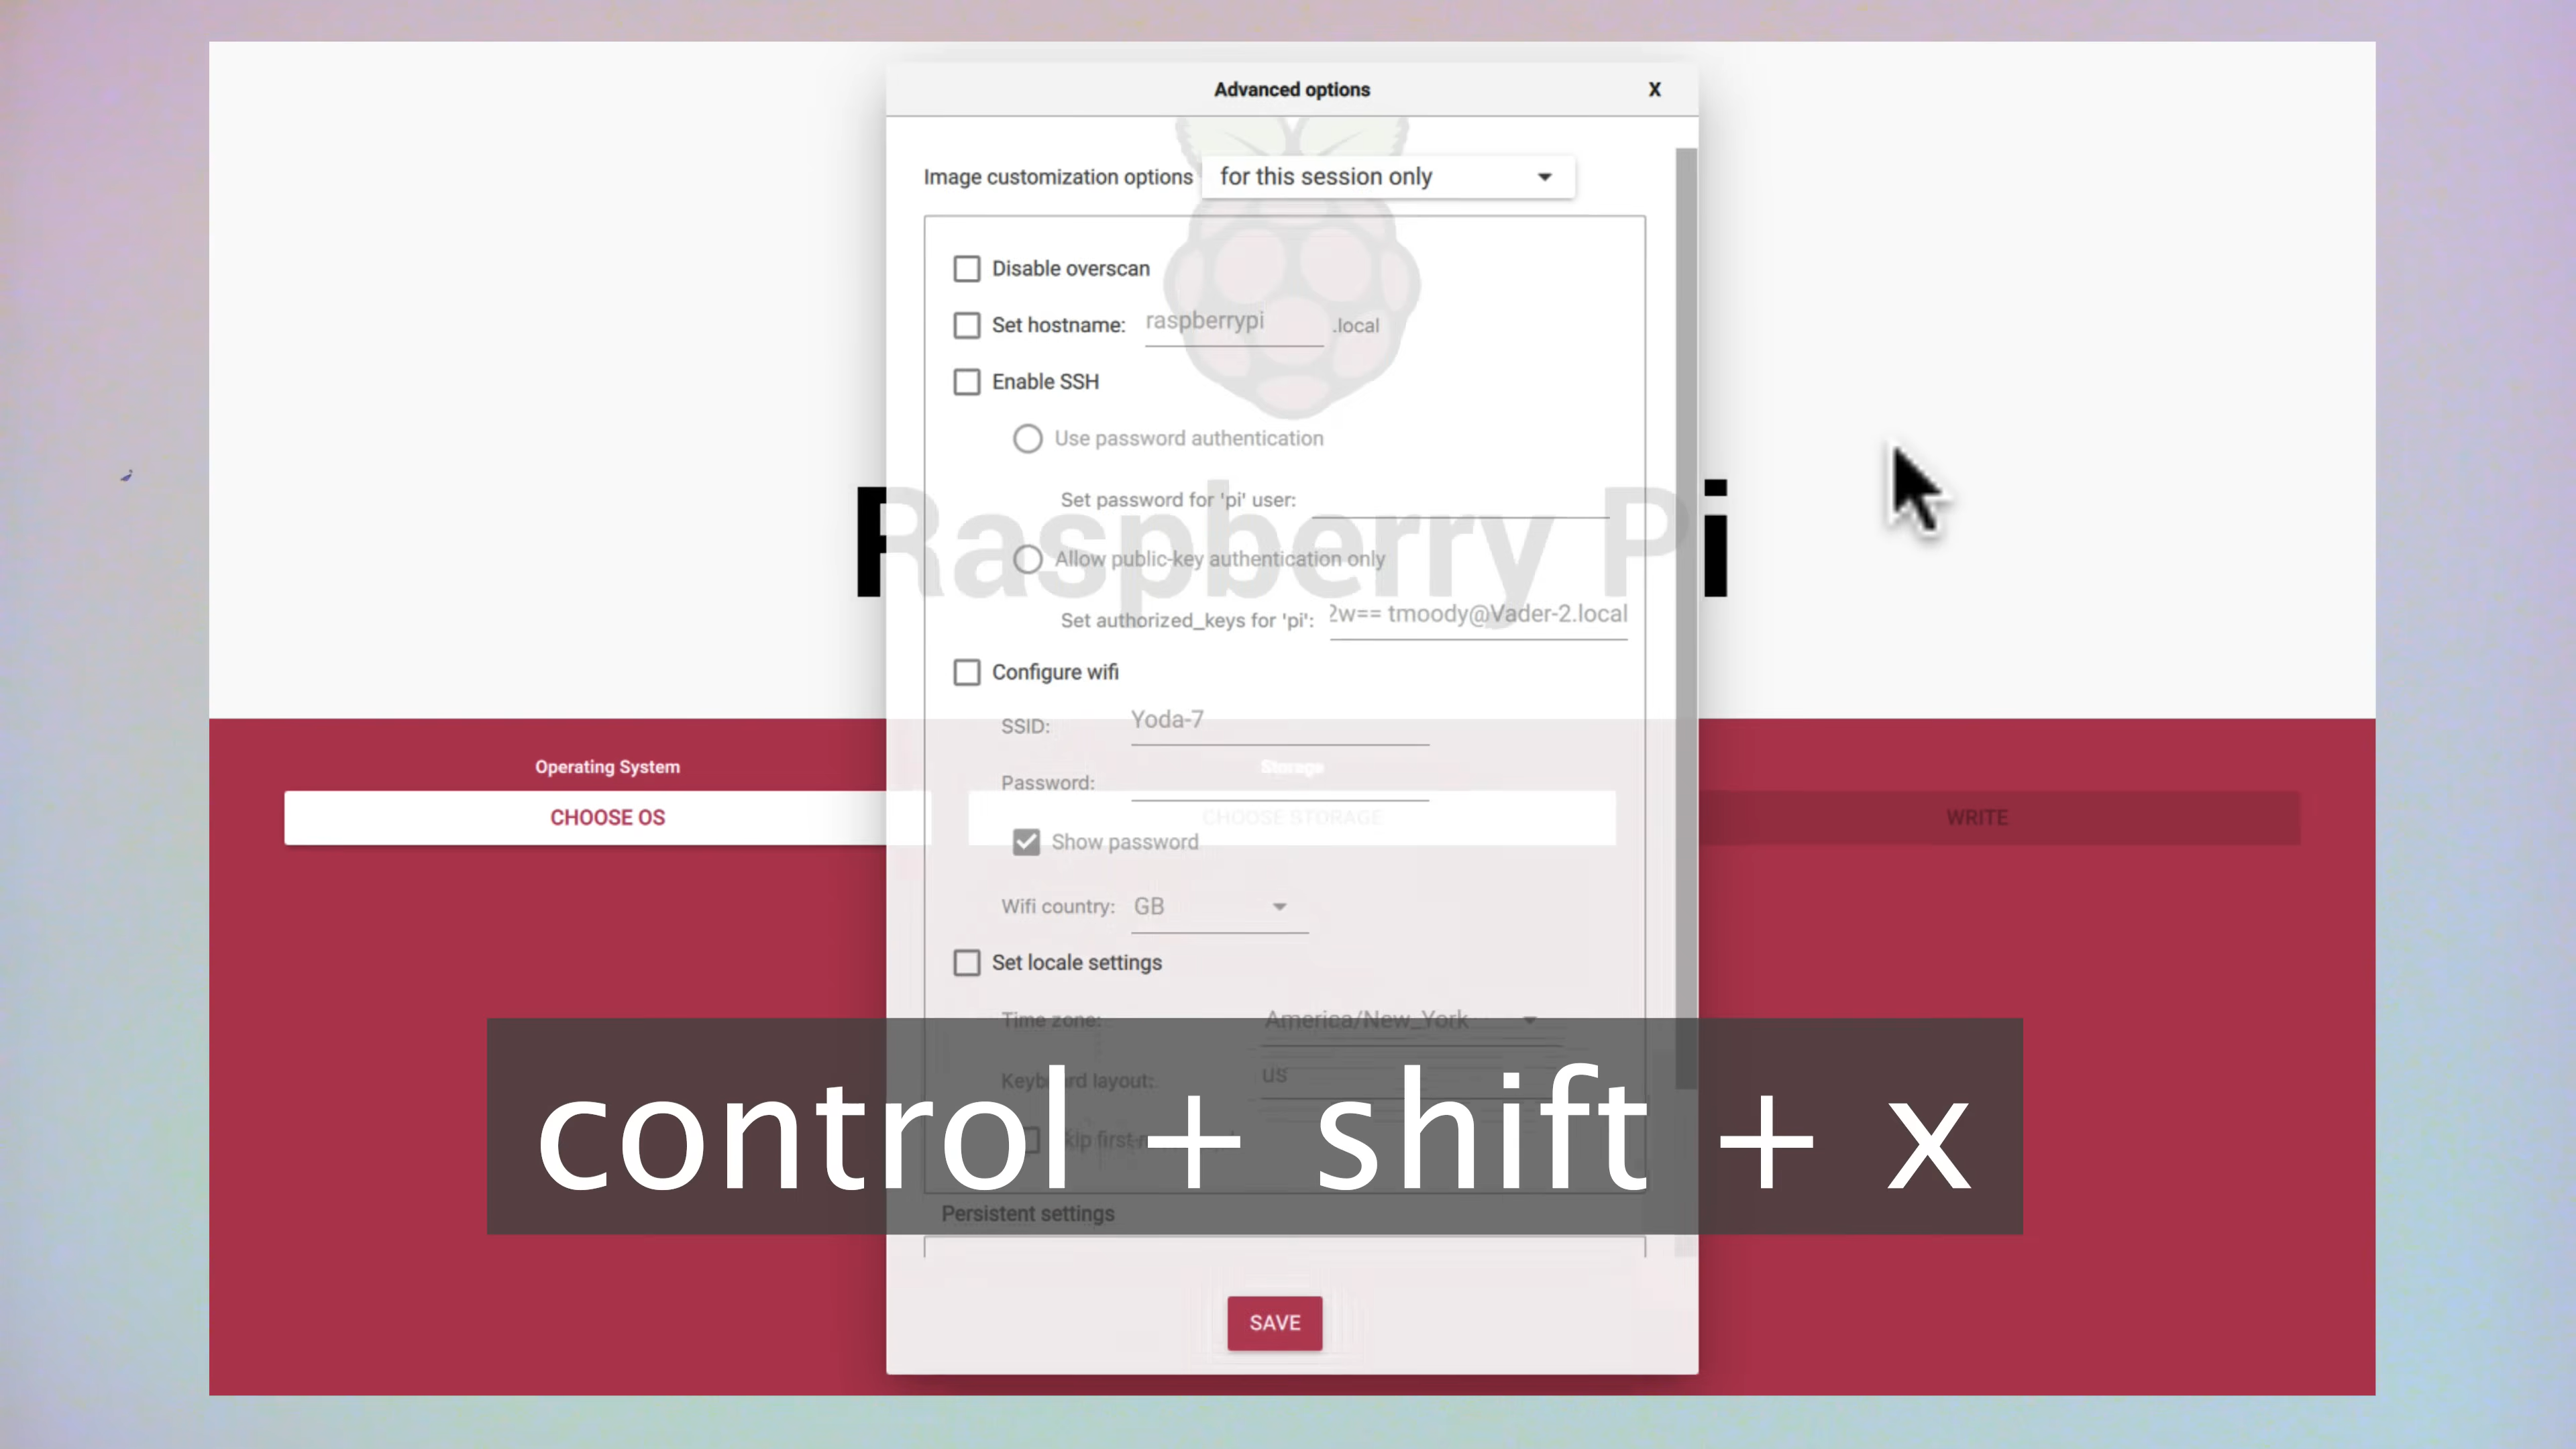 Advanced options X
Image customization options for this session only
Disable overscan
Set hostname: raspberrypi .local
Enable SSH
Use password authentication
Set password for 'pi' user:
Raspberry Pi
Allow public-key authentication only
Set authorized_keys for 'pi': 2w== tmoody@Vader-2.local
Configure wifi
SSID: Yoda-7
Operating System
Storage
Password:
CHOOSE OS
CHOOSE STORAGE
WRITE
Show password
Wifi country: GB
Set locale settings
Time zone: America/New_York
Keyboard layout: us
control + shift + x
Persistent settings
SAVE